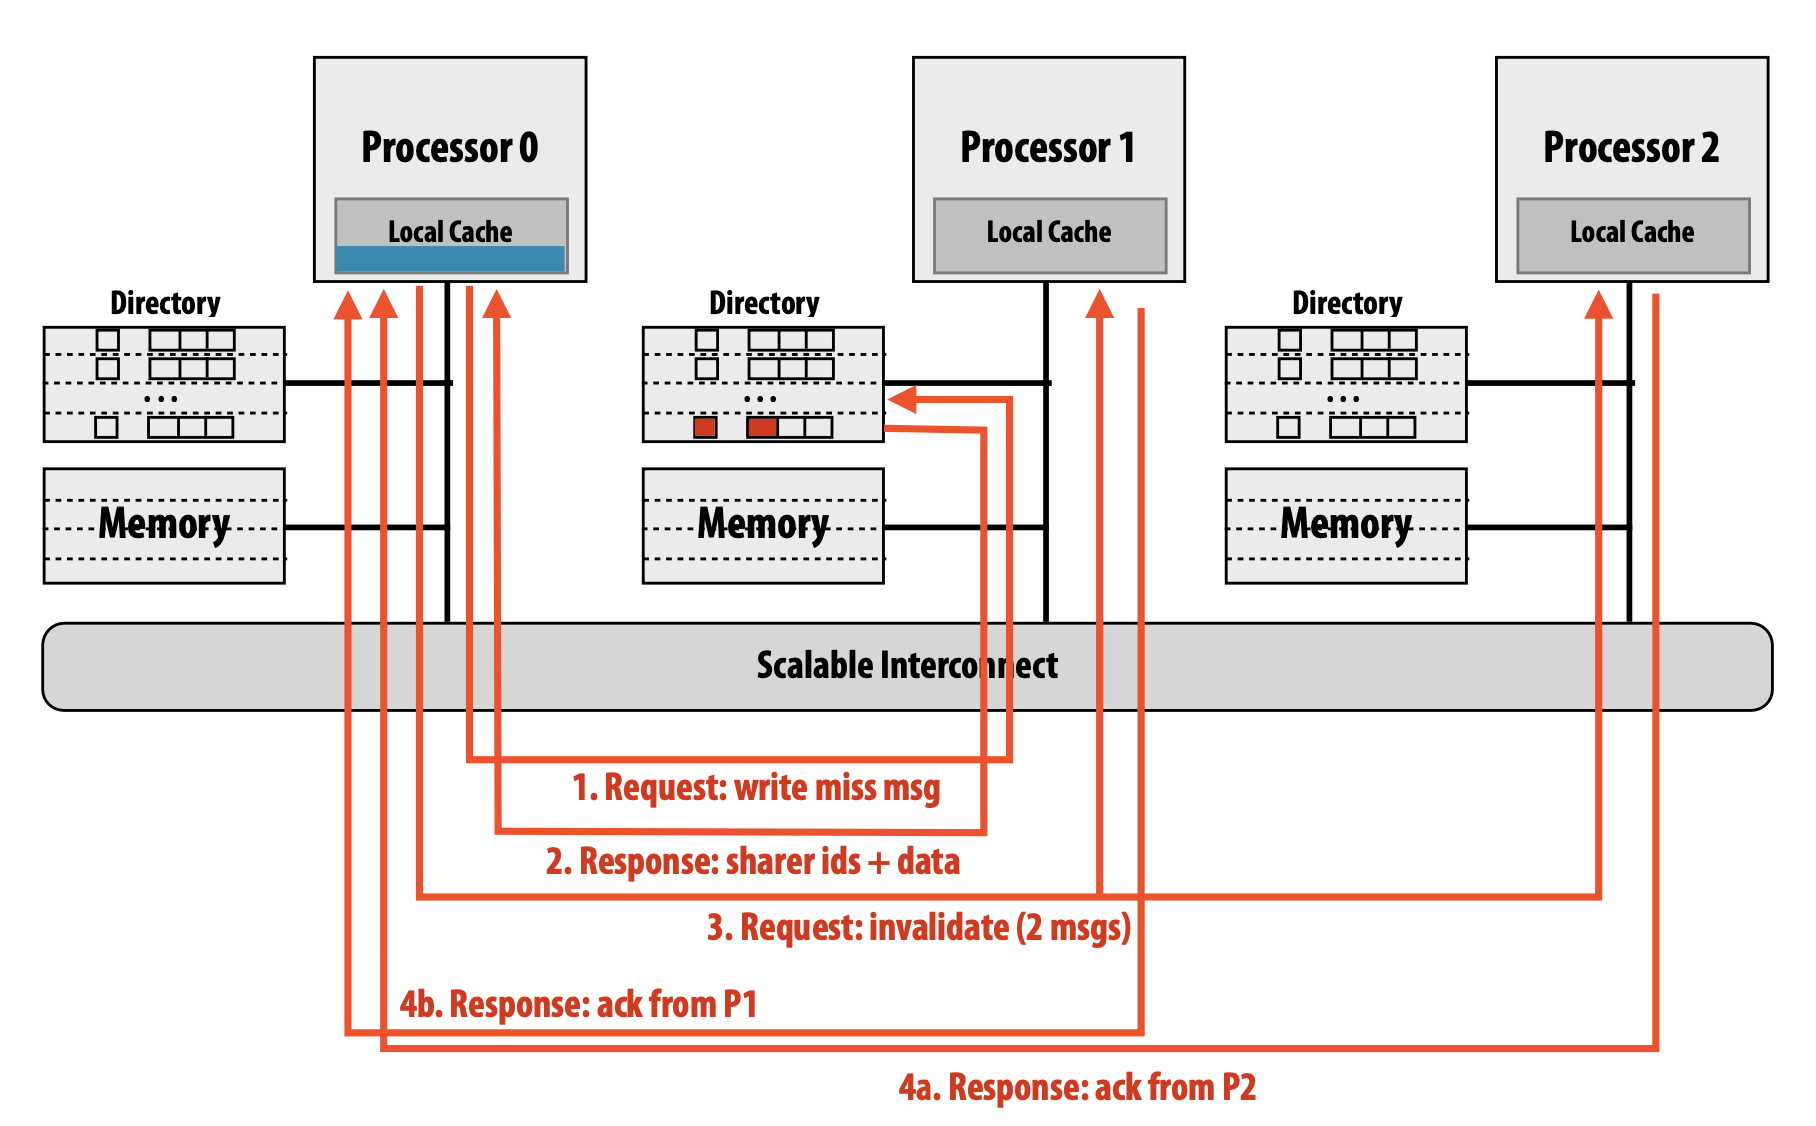 Processor 0
Processor 1
Processor 2
Local Cache
Local Cache
Local Cache
Directory
Directory
Directory
...
...
...
Memory
Memory
Memory
Scalable Interconnect
1. Request: write miss msg
2. Response: sharer ids + data
3. Request: invalidate (2 msgs)
4b. Response: ack from P1
4a. Response: ack from P2